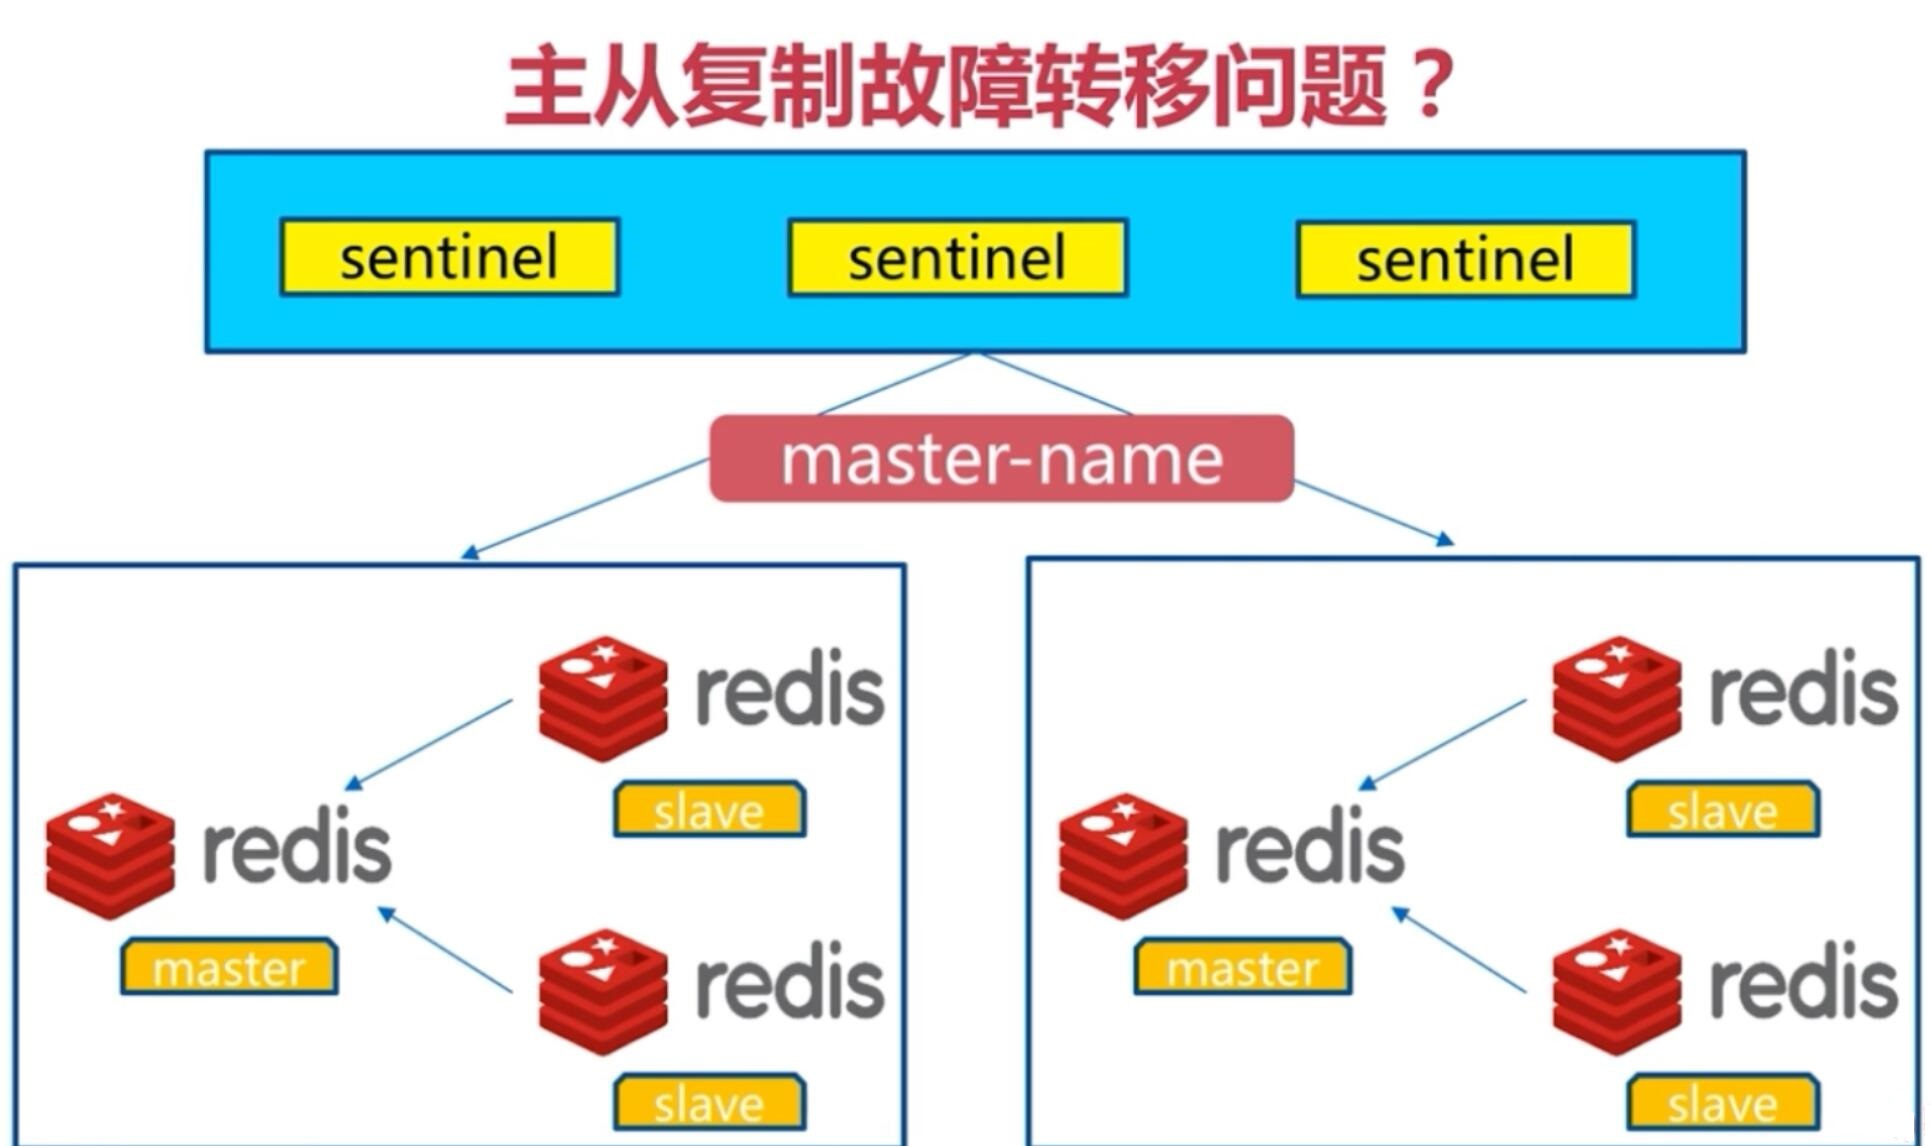 主从复制故障转移问题？
sentinel
sentinel
sentinel
master-name
redis
slave
redis
master
redis
slave
redis
slave
redis
master
redis
slave